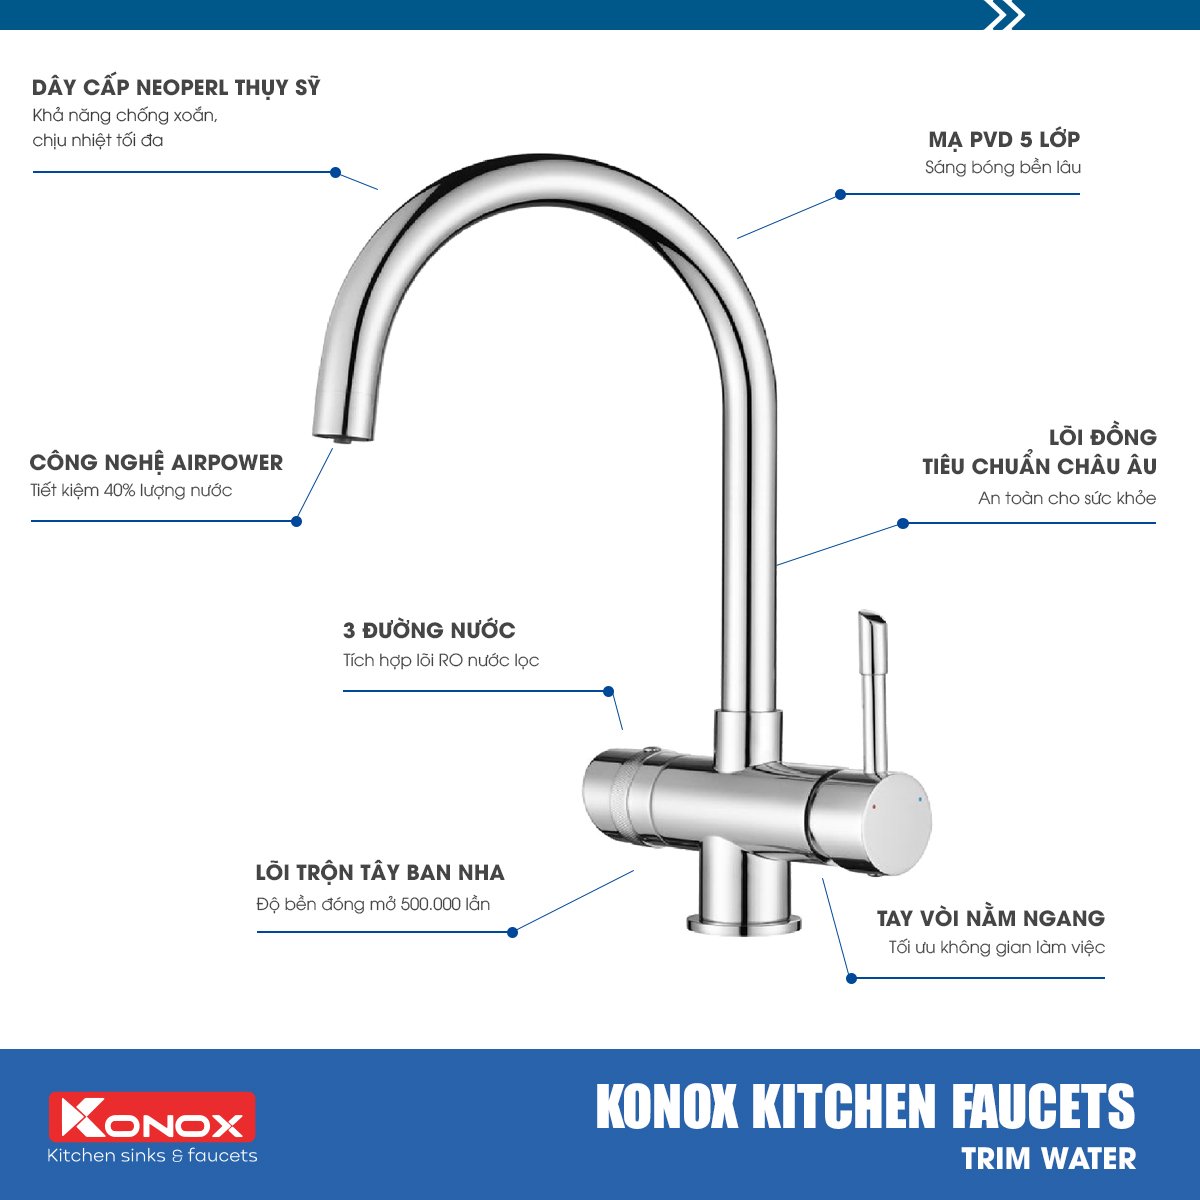 DÂY CẤP NEOPERL THỤY SỸ
Khả năng chống xoắn,
chịu nhiệt tối đa
MẠ PVD 5 LỚP
Sáng bóng bền lâu
CÔNG NGHỆ AIRPOWER
Tiết kiệm 40% lượng nước
LÕI ĐỒNG
TIÊU CHUẨN CHÂU ÂU
An toàn cho sức khỏe
3 ĐƯỜNG NƯỚC
Tích hợp lõi RO nước lọc
LÕI TRỘN TÂY BAN NHA
Độ bền đóng mở 500.000 lần
TAY VÒI NẰM NGANG
Tối ưu không gian làm việc
KONOX
Kitchen sinks & faucets
KONOX KITCHEN FAUCETS
TRIM WATER